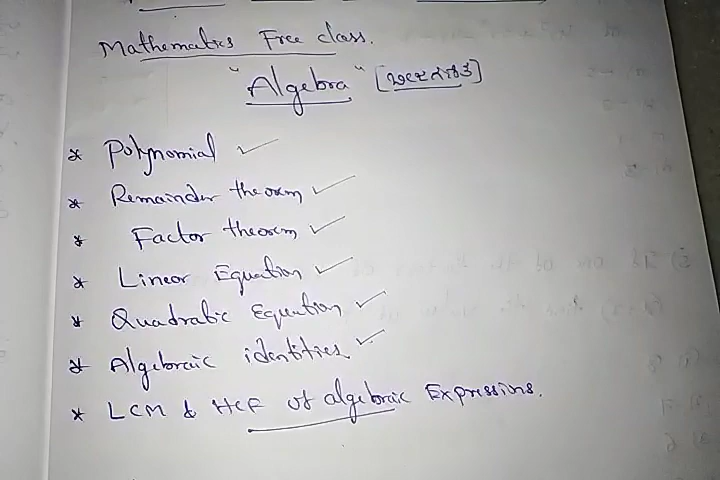 Mathematics Free class.
"Algebra" [ಬೀಜಗಣಿತ]
* Polynomial ✓
* Remainder theorem ✓
* Factor theorem ✓
* Linear Equation ✓
* Quadratic Equation ✓
* Algebraic identities. ✓
* LCM & HCF of algebraic Expressions.